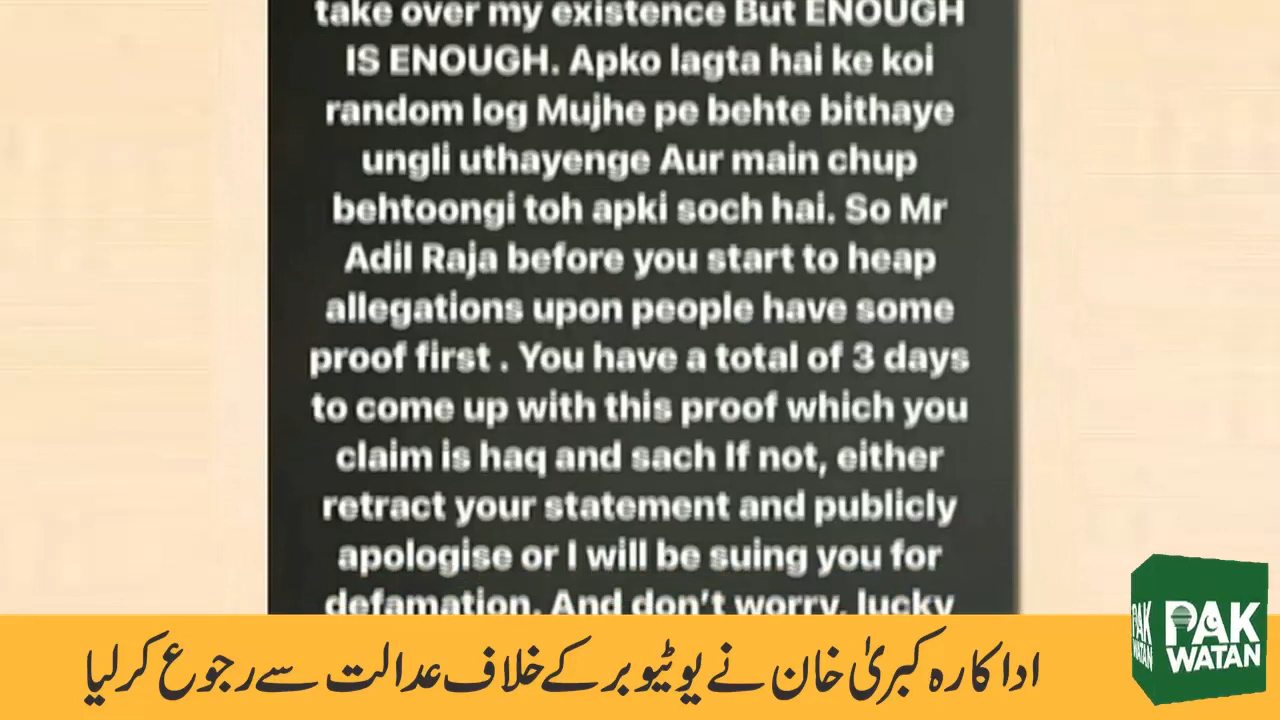 take over my existence But ENOUGH
IS ENOUGH. Apko lagta hai ke koi
random log Mujhe pe behte bithaye
ungli uthayenge Aur main chup
behtoongi toh apki soch hai. So Mr
Adil Raja before you start to heap
allegations upon people have some
proof first . You have a total of 3 days
to come up with this proof which you
claim is haq and sach If not, either
retract your statement and publicly
apologise or I will be suing you for
defamation. And don't worry, lucky
اداکارہ کبریٰ خان نے یوٹیوبر کے خلاف عدالت سے رجوع کرلیا
PAK
WATAN
PAK
WATAN